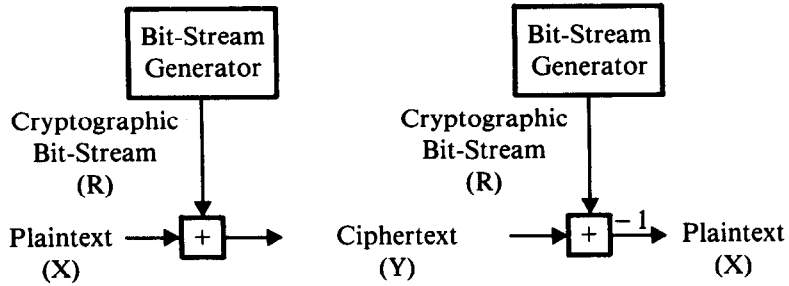 Bit-Stream
Generator
Cryptographic
Bit-Stream
(R)
Plaintext
(X)
+
Ciphertext
(Y)
Bit-Stream
Generator
Cryptographic
Bit-Stream
(R)
+
−1
Plaintext
(X)